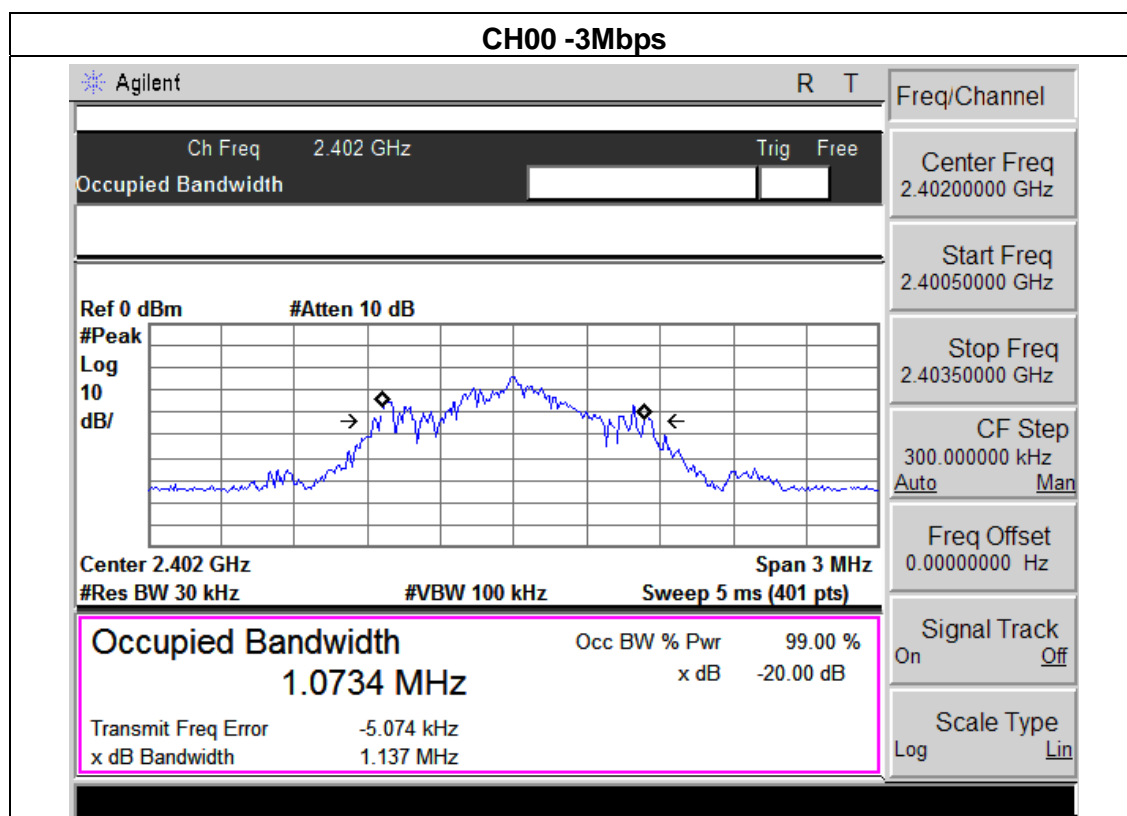 CH00 -3Mbps
Agilent R T
Ch Freq 2.402 GHz Trig Free
Occupied Bandwidth
Ref 0 dBm #Atten 10 dB
#Peak
Log
10
dB/
Center 2.402 GHz Span 3 MHz
#Res BW 30 kHz #VBW 100 kHz Sweep 5 ms (401 pts)
Occupied Bandwidth Occ BW % Pwr 99.00 %
1.0734 MHz x dB -20.00 dB
Transmit Freq Error -5.074 kHz
x dB Bandwidth 1.137 MHz
Freq/Channel
Center Freq
2.40200000 GHz
Start Freq
2.40050000 GHz
Stop Freq
2.40350000 GHz
CF Step
300.000000 kHz
Auto Man
Freq Offset
0.00000000 Hz
Signal Track
On Off
Scale Type
Log Lin